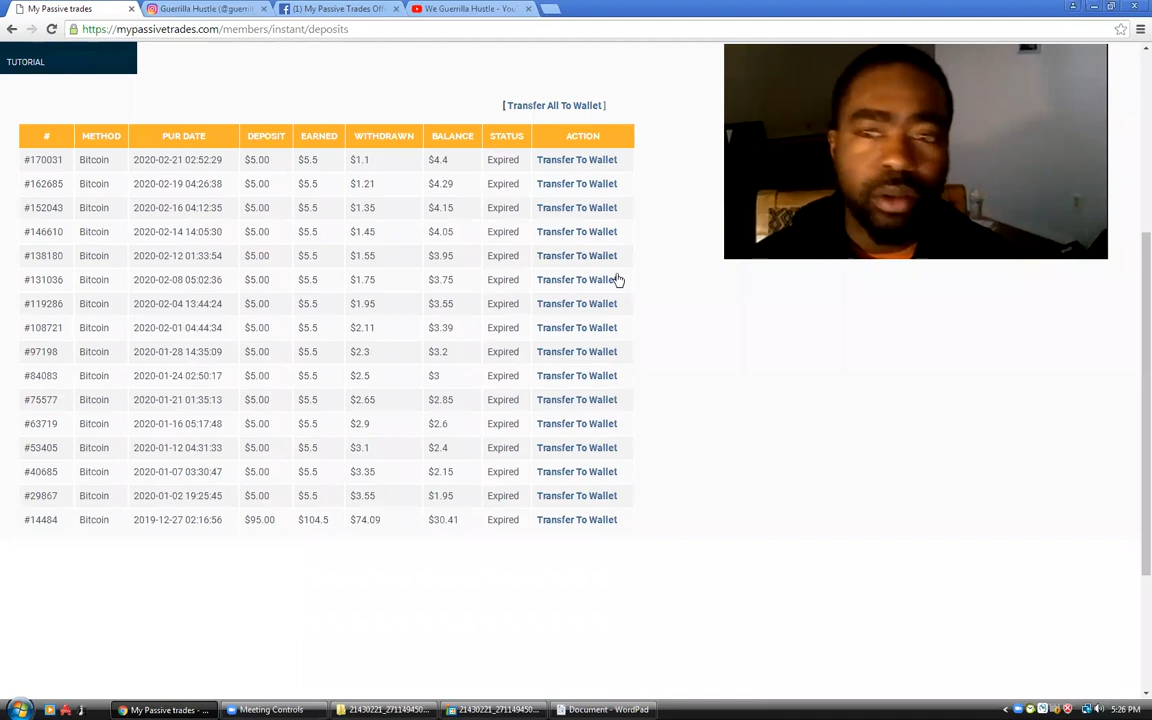 My Passive trades
Guerrilla Hustle (@guerril
(1) My Passive Trades Off
We Guerrilla Hustle - You
https://mypassivetrades.com/members/instant/deposits
TUTORIAL
[ Transfer All To Wallet ]
# METHOD PUR DATE DEPOSIT EARNED WITHDRAWN BALANCE STATUS ACTION
#170031 Bitcoin 2020-02-21 02:52:29 $5.00 $5.5 $1.1 $4.4 Expired Transfer To Wallet
#162685 Bitcoin 2020-02-19 04:26:38 $5.00 $5.5 $1.21 $4.29 Expired Transfer To Wallet
#152043 Bitcoin 2020-02-16 04:12:35 $5.00 $5.5 $1.35 $4.15 Expired Transfer To Wallet
#146610 Bitcoin 2020-02-14 14:05:30 $5.00 $5.5 $1.45 $4.05 Expired Transfer To Wallet
#138180 Bitcoin 2020-02-12 01:33:54 $5.00 $5.5 $1.55 $3.95 Expired Transfer To Wallet
#131036 Bitcoin 2020-02-08 05:02:36 $5.00 $5.5 $1.75 $3.75 Expired Transfer To Wallet
#119286 Bitcoin 2020-02-04 13:44:24 $5.00 $5.5 $1.95 $3.55 Expired Transfer To Wallet
#108721 Bitcoin 2020-02-01 04:44:34 $5.00 $5.5 $2.11 $3.39 Expired Transfer To Wallet
#97198 Bitcoin 2020-01-28 14:35:09 $5.00 $5.5 $2.3 $3.2 Expired Transfer To Wallet
#84083 Bitcoin 2020-01-24 02:50:17 $5.00 $5.5 $2.5 $3 Expired Transfer To Wallet
#75577 Bitcoin 2020-01-21 01:35:13 $5.00 $5.5 $2.65 $2.85 Expired Transfer To Wallet
#63719 Bitcoin 2020-01-16 05:17:48 $5.00 $5.5 $2.9 $2.6 Expired Transfer To Wallet
#53405 Bitcoin 2020-01-12 04:31:33 $5.00 $5.5 $3.1 $2.4 Expired Transfer To Wallet
#40685 Bitcoin 2020-01-07 03:30:47 $5.00 $5.5 $3.35 $2.15 Expired Transfer To Wallet
#29867 Bitcoin 2020-01-02 19:25:45 $5.00 $5.5 $3.55 $1.95 Expired Transfer To Wallet
#14484 Bitcoin 2019-12-27 02:16:56 $95.00 $104.5 $74.09 $30.41 Expired Transfer To Wallet
My Passive trades - ...
Meeting Controls
21430221_271149450...
21430221_271149450...
Document - WordPad
5:26 PM